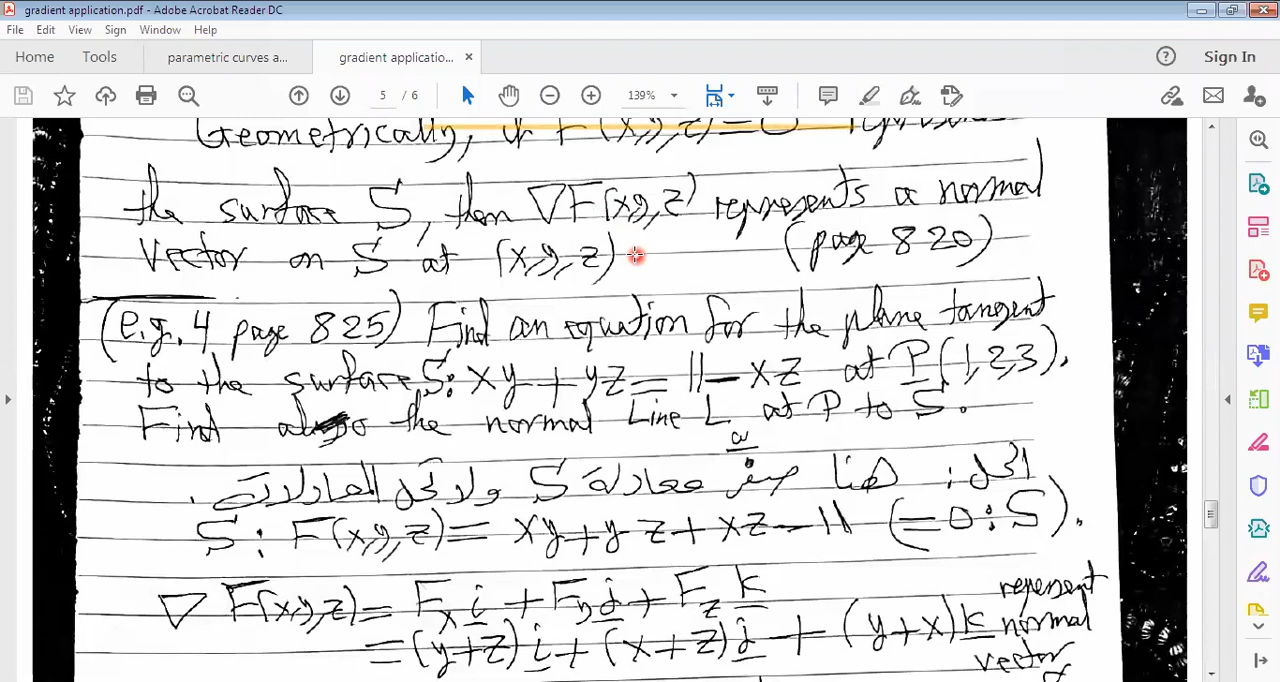 gradient application.pdf - Adobe Acrobat Reader DC
File Edit View Sign Window Help
Home Tools parametric curves a... gradient applicatio... × Sign In
5 / 6 139%
Geometrically, if F(x,y,z)=0
the surface S, then ∇F(x,y,z) represents a normal
vector on S at (x,y,z) (page 820)
(e.g. 4 page 825) Find an equation for the plane tangent
to the surface S: xy+yz=11-xz at P(1,2,3).
Find also the normal Line L at P to S.
الحل: هنا صفّر معادلة S ولا تحل المعادلات.
S: F(x,y,z)= xy+yz+xz-11 (=0:S).
∇F(x,y,z)= Fx i + Fy j + Fz k represent
=(y+z) i+(x+z) j+(y+x) k normal
vector